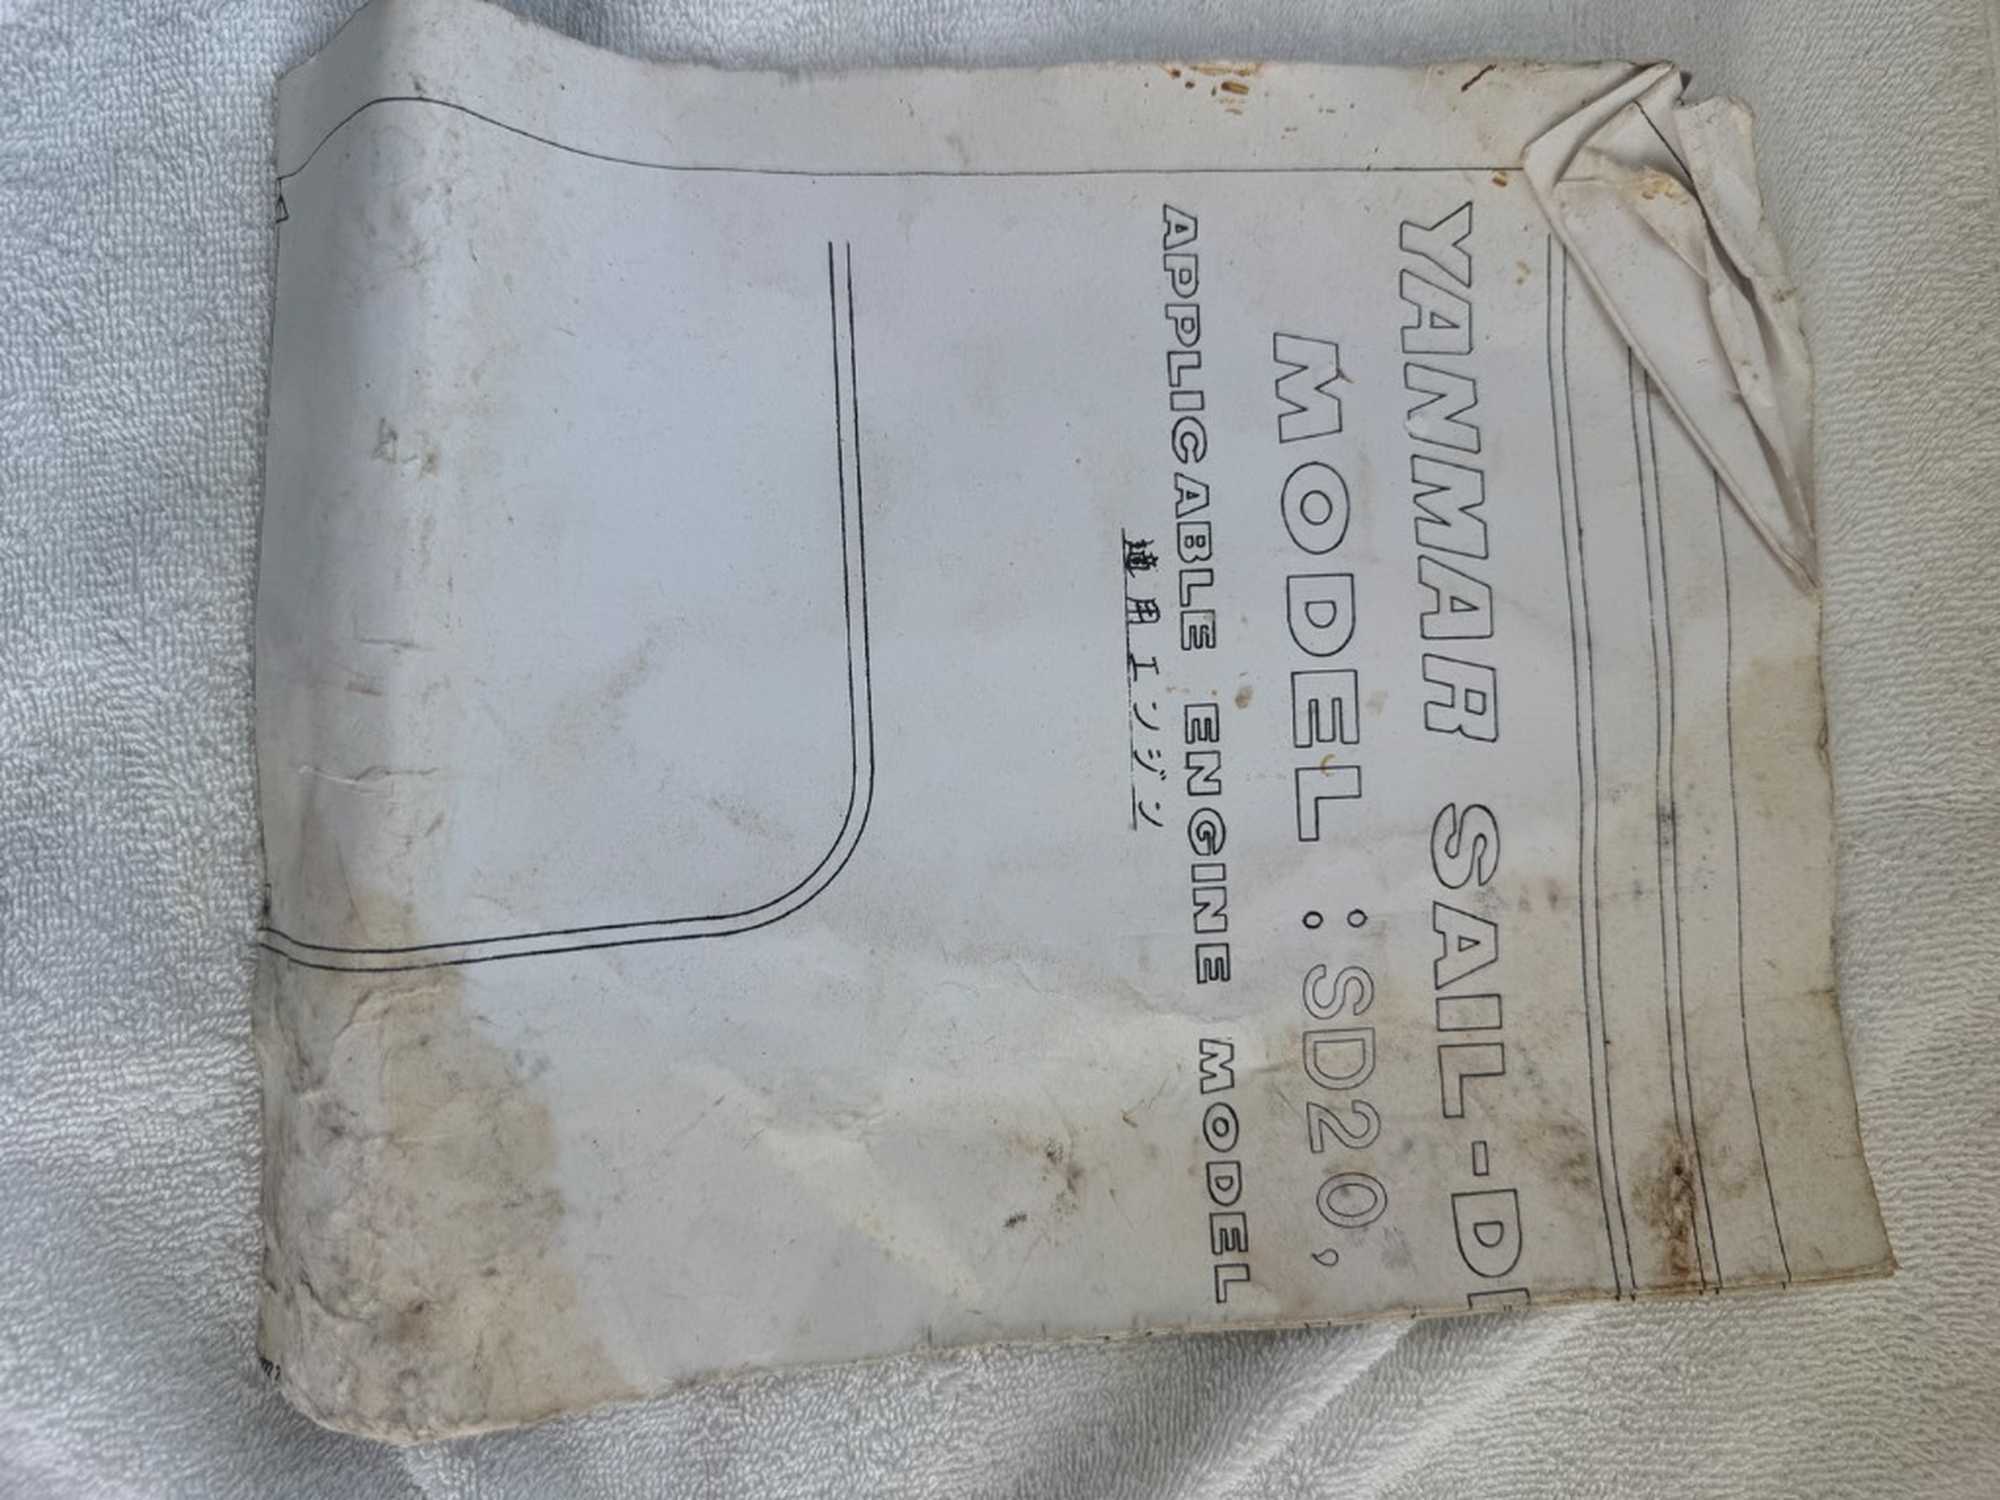 YANMAR SAIL-D
MODEL :SD20,
APPLICABLE ENGINE MODEL
適用エンジン